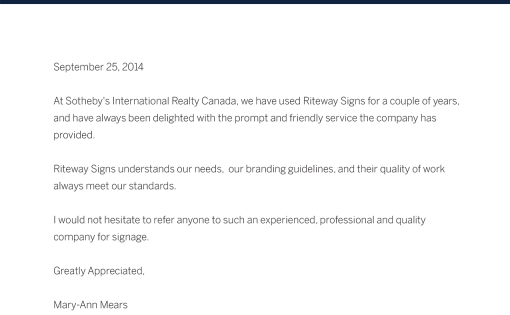 September 25, 2014
At Sotheby's International Realty Canada, we have used Riteway Signs for a couple of years,
and have always been delighted with the prompt and friendly service the company has
provided.
Riteway Signs understands our needs,  our branding guidelines, and their quality of work
always meet our standards.
I would not hesitate to refer anyone to such an experienced, professional and quality
company for signage.
Greatly Appreciated,
Mary-Ann Mears